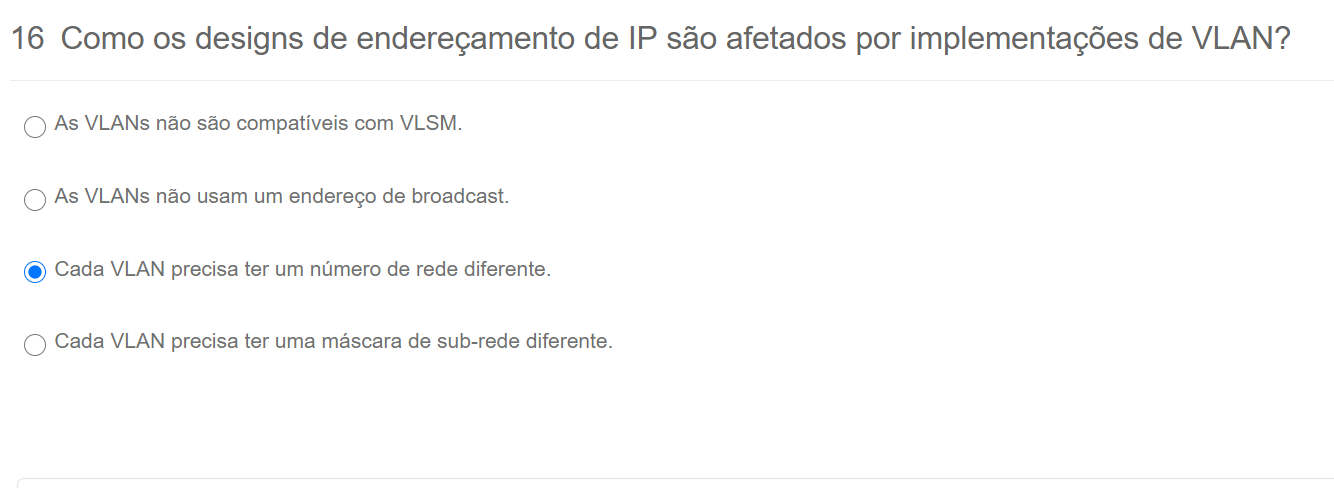 16 Como os designs de endereçamento de IP são afetados por implementações de VLAN?
As VLANs não são compatíveis com VLSM.
As VLANs não usam um endereço de broadcast.
Cada VLAN precisa ter um número de rede diferente.
Cada VLAN precisa ter uma máscara de sub-rede diferente.